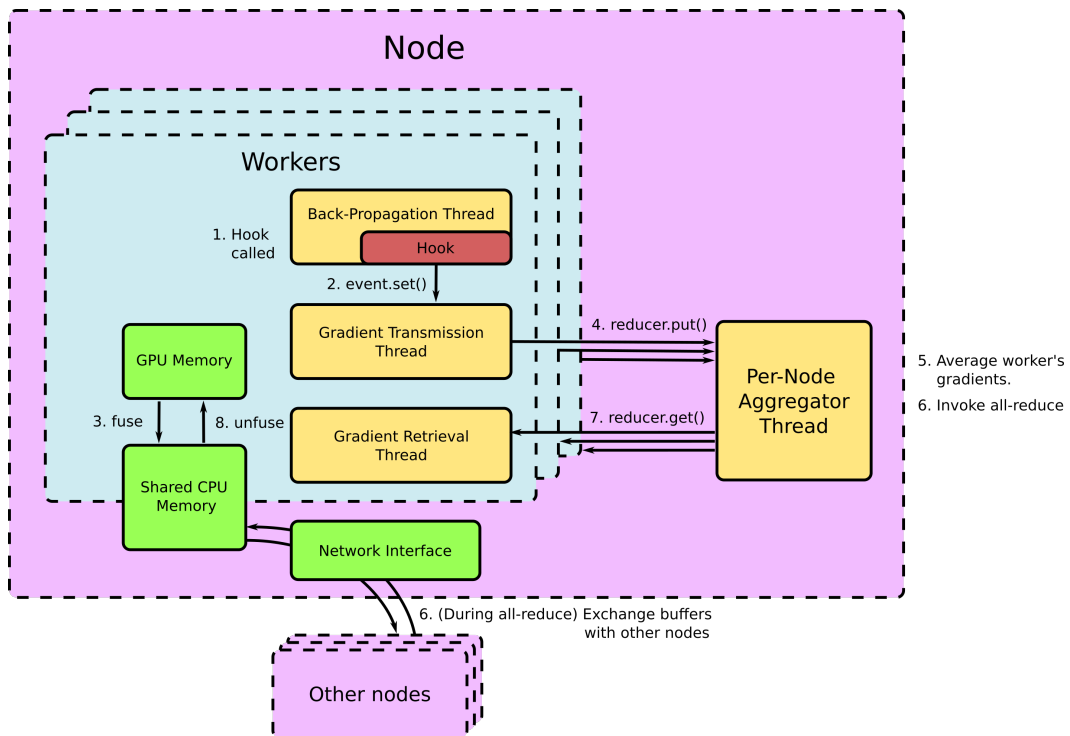 Node
Workers
Back-Propagation Thread
1. Hook
called
Hook
2. event.set()
Gradient Transmission
Thread
4. reducer.put()
GPU Memory
Per-Node
Aggregator
Thread
5. Average worker's
gradients.
6. Invoke all-reduce
3. fuse
8. unfuse
7. reducer.get()
Gradient Retrieval
Thread
Shared CPU
Memory
Network Interface
6. (During all-reduce) Exchange buffers
with other nodes
Other nodes